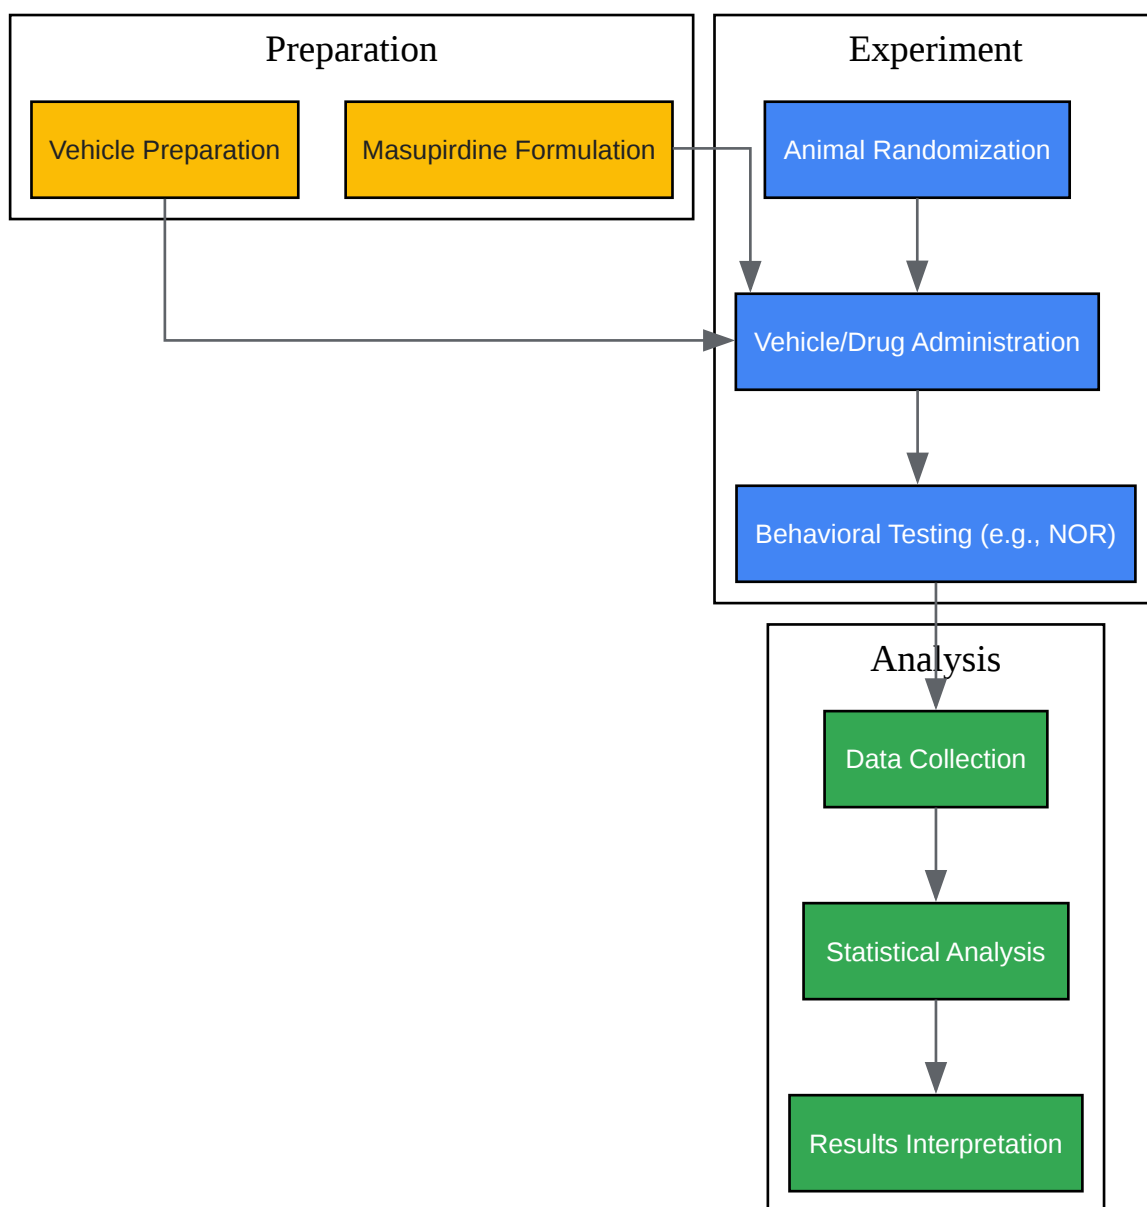 Preparation
Vehicle Preparation
Masupirdine Formulation
Experiment
Animal Randomization
Vehicle/Drug Administration
Behavioral Testing (e.g., NOR)
Analysis
Data Collection
Statistical Analysis
Results Interpretation